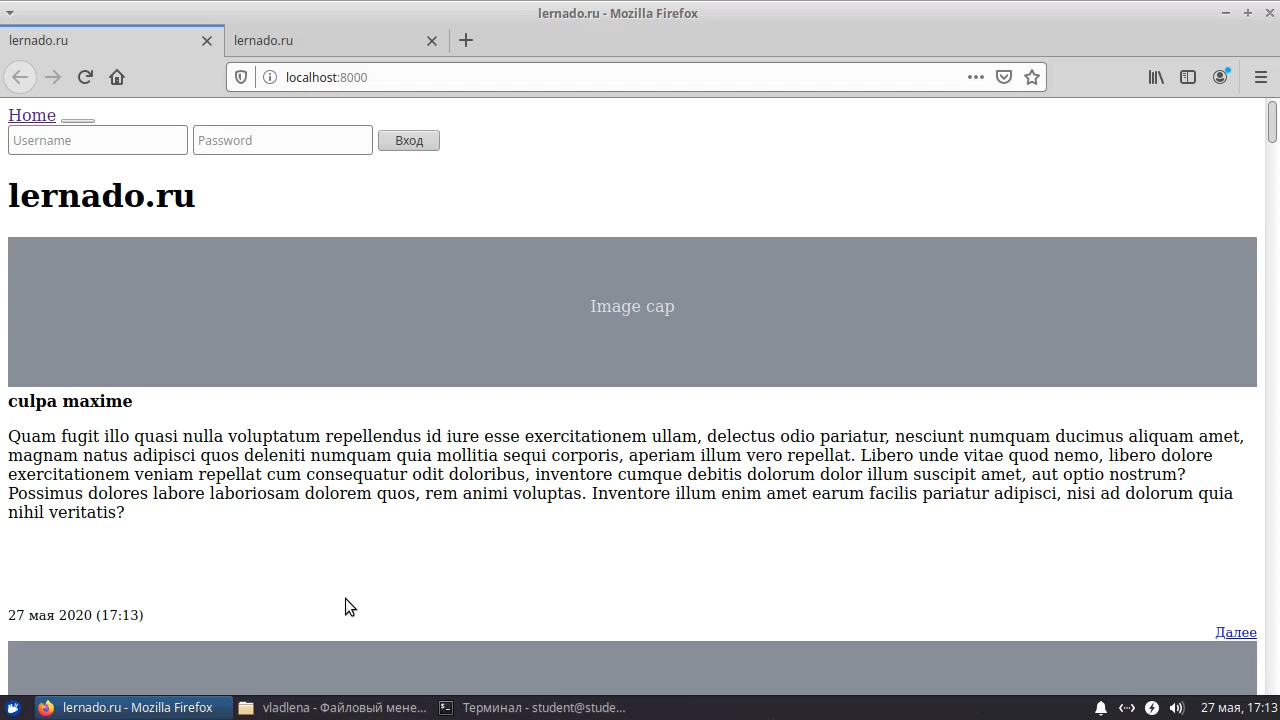 lernado.ru - Mozilla Firefox
lernado.ru
lernado.ru
localhost:8000
Home
Username
Password
Вход
lernado.ru
Image cap
culpa maxime
Quam fugit illo quasi nulla voluptatum repellendus id iure esse exercitationem ullam, delectus odio pariatur, nesciunt numquam ducimus aliquam amet,
magnam natus adipisci quos deleniti numquam quia mollitia sequi corporis, aperiam illum vero repellat. Libero unde vitae quod nemo, libero dolore
exercitationem veniam repellat cum consequatur odit doloribus, inventore cumque debitis dolorum dolor illum suscipit amet, aut optio nostrum?
Possimus dolores labore laboriosam dolorem quos, rem animi voluptas. Inventore illum enim amet earum facilis pariatur adipisci, nisi ad dolorum quia
nihil veritatis?
27 мая 2020 (17:13)
Далее
lernado.ru - Mozilla Firefox
vladlena - Файловый мене...
Терминал - student@stude...
27 мая, 17:13